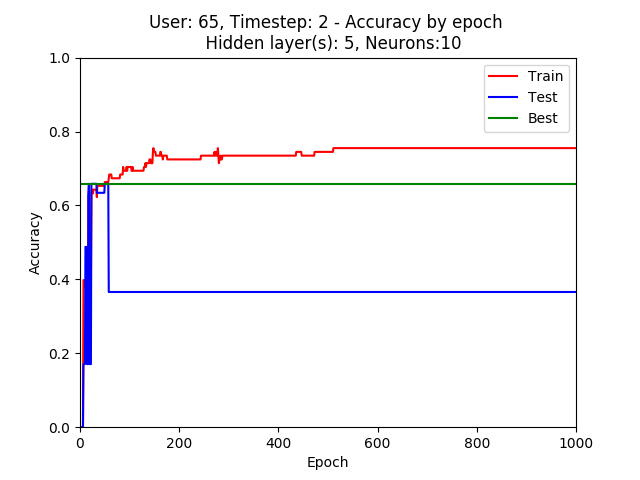 User: 65, Timestep: 2 - Accuracy by epoch
Hidden layer(s): 5, Neurons:10
1.0
Train
Test
Best
0.8
0.6
Accuracy
0.4
0.2
0.0
0 200 400 600 800 1000
Epoch